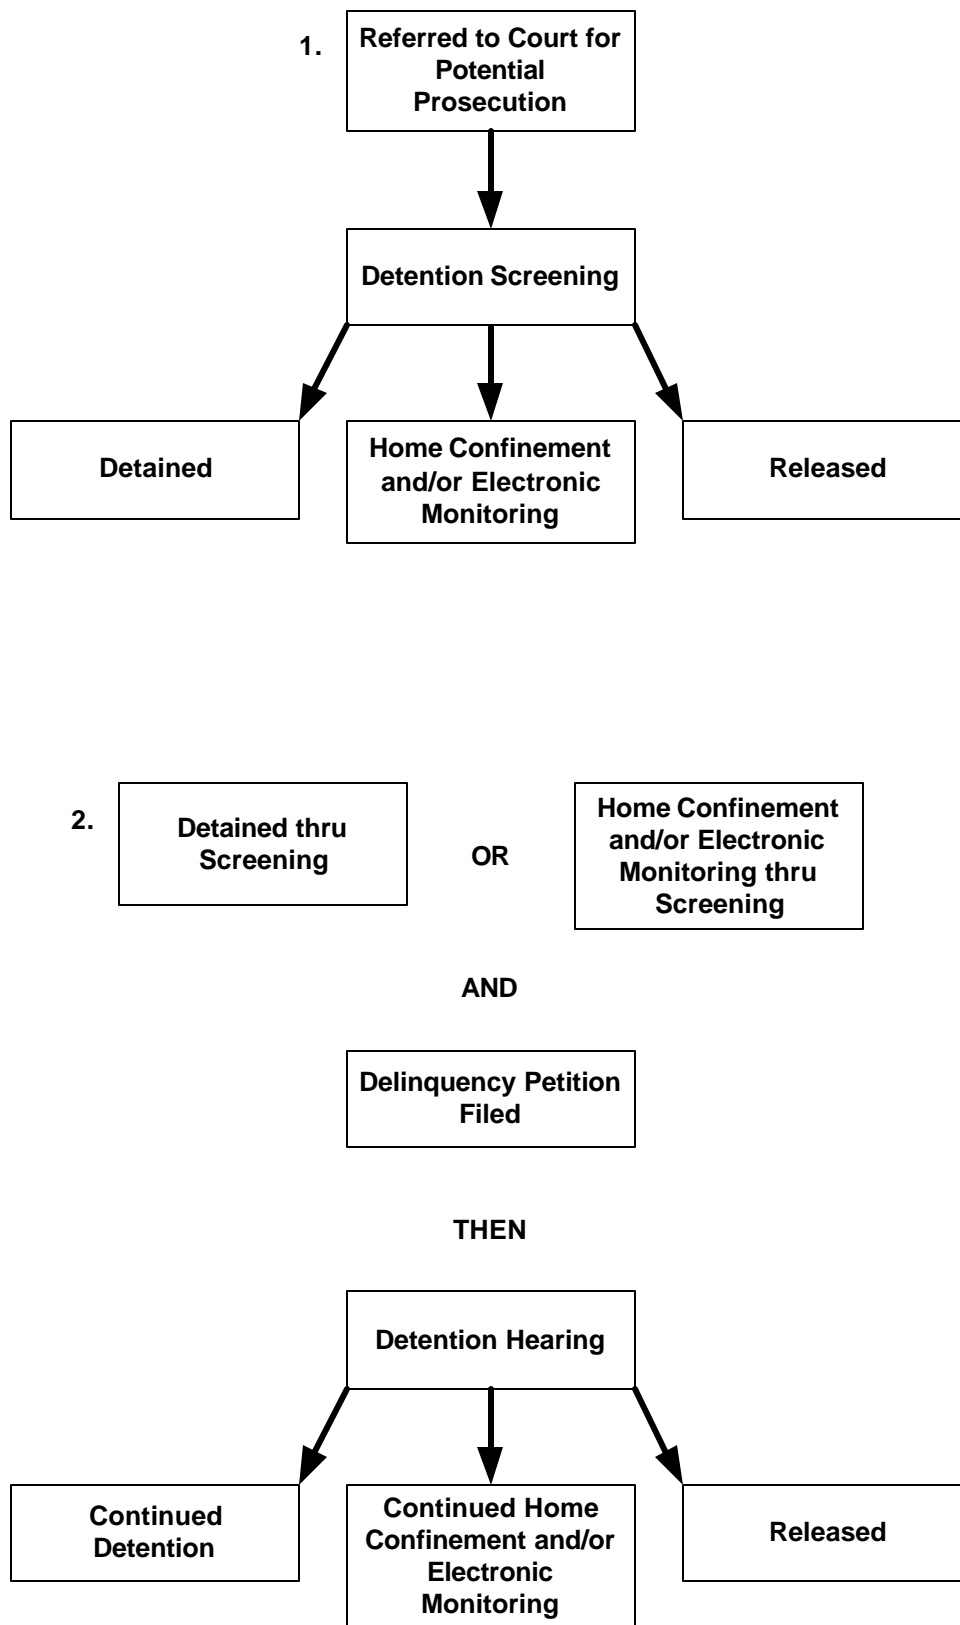 1.
Referred to Court for
Potential
Prosecution
Detention Screening
Detained
Home Confinement
and/or Electronic
Monitoring
Released
2.
Detained thru
Screening
OR
Home Confinement
and/or Electronic
Monitoring thru
Screening
AND
Delinquency Petition
Filed
THEN
Detention Hearing
Continued
Detention
Continued Home
Confinement and/or
Electronic
Monitoring
Released